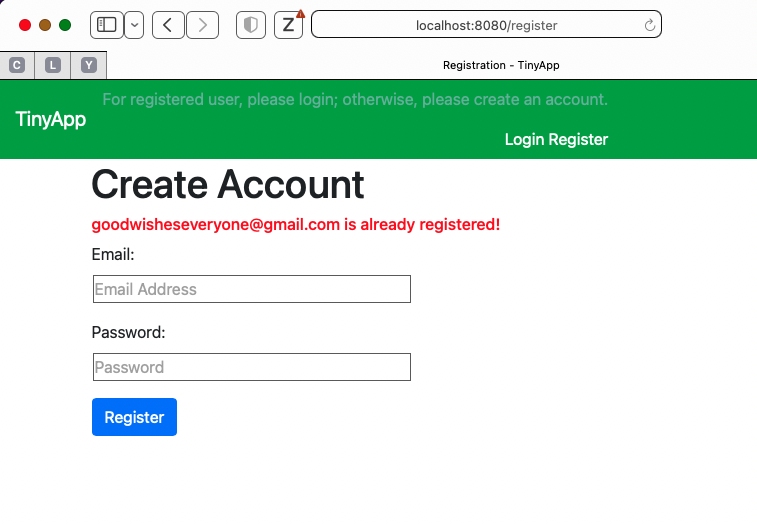 localhost:8080/register
C L Y Registration - TinyApp
For registered user, please login; otherwise, please create an account.
TinyApp
Login Register
Create Account
goodwisheseveryone@gmail.com is already registered!
Email:
Email Address
Password:
Password
Register